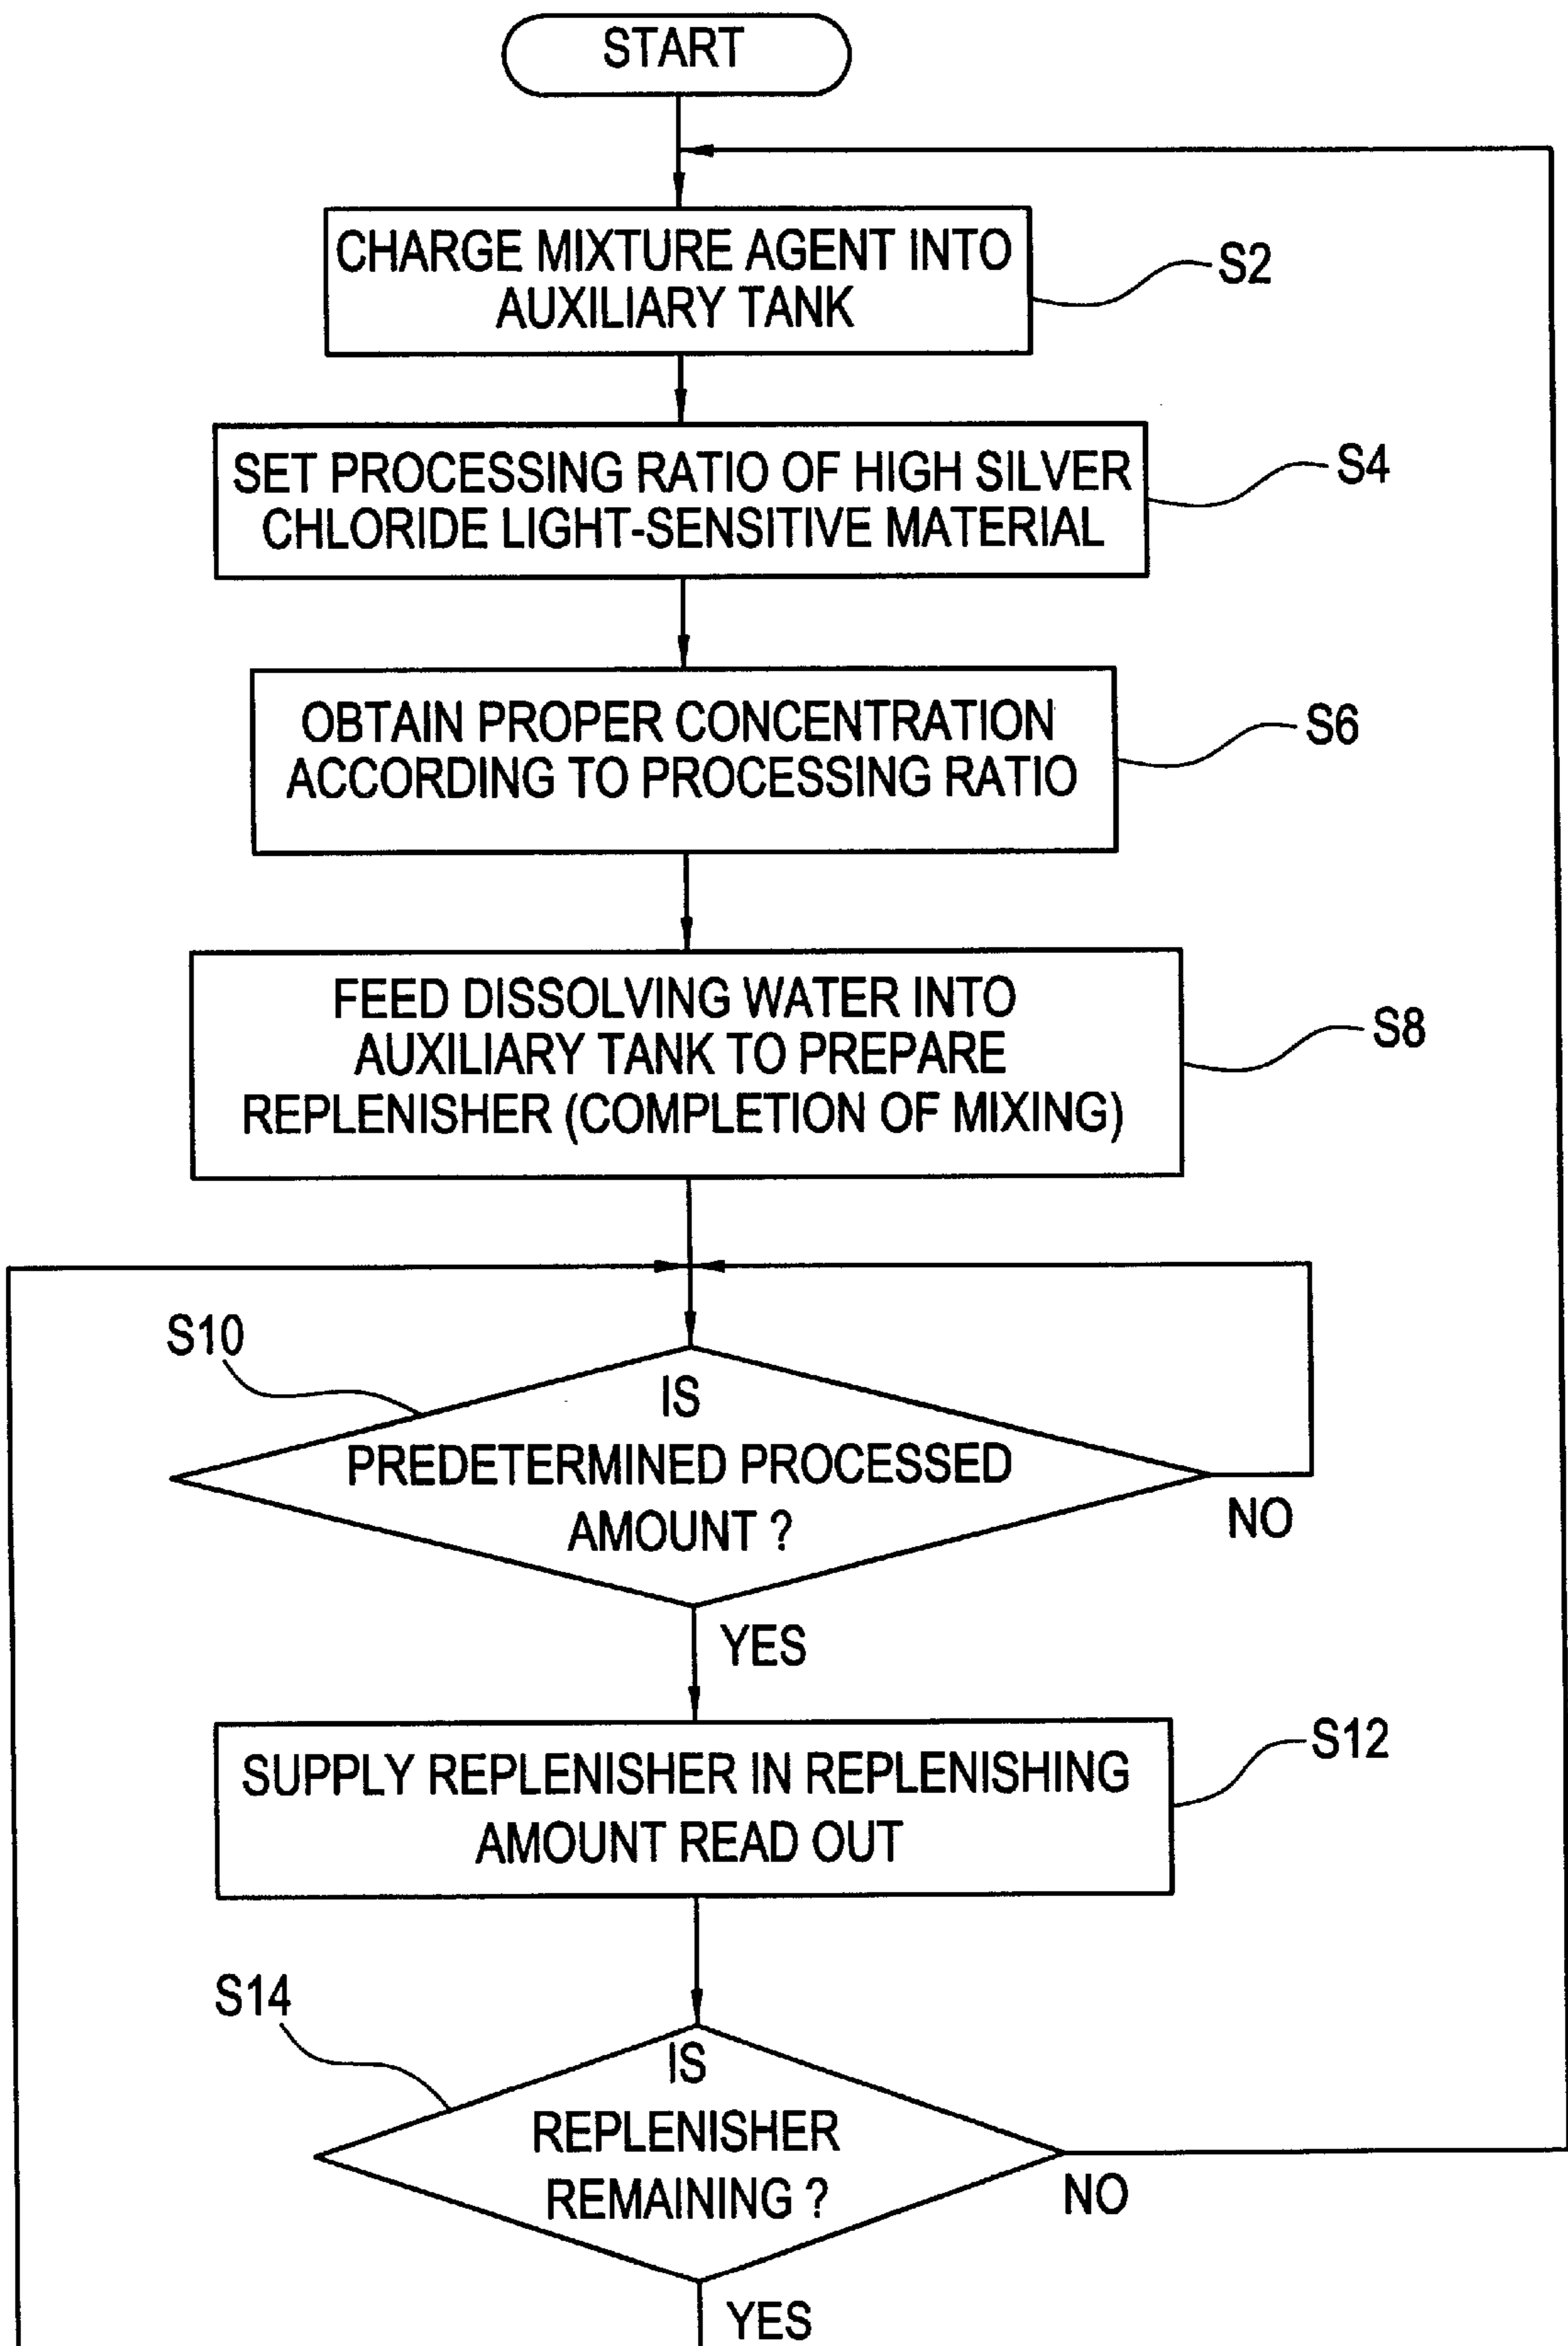 START
CHARGE MIXTURE AGENT INTO
AUXILIARY TANK
S2
SET PROCESSING RATIO OF HIGH SILVER
CHLORIDE LIGHT-SENSITIVE MATERIAL
S4
OBTAIN PROPER CONCENTRATION
ACCORDING TO PROCESSING RATIO
S6
FEED DISSOLVING WATER INTO
AUXILIARY TANK TO PREPARE
REPLENISHER (COMPLETION OF MIXING)
S8
S10
IS
PREDETERMINED PROCESSED
AMOUNT ?
NO
YES
SUPPLY REPLENISHER IN REPLENISHING
AMOUNT READ OUT
S12
S14
IS
REPLENISHER
REMAINING ?
NO
YES